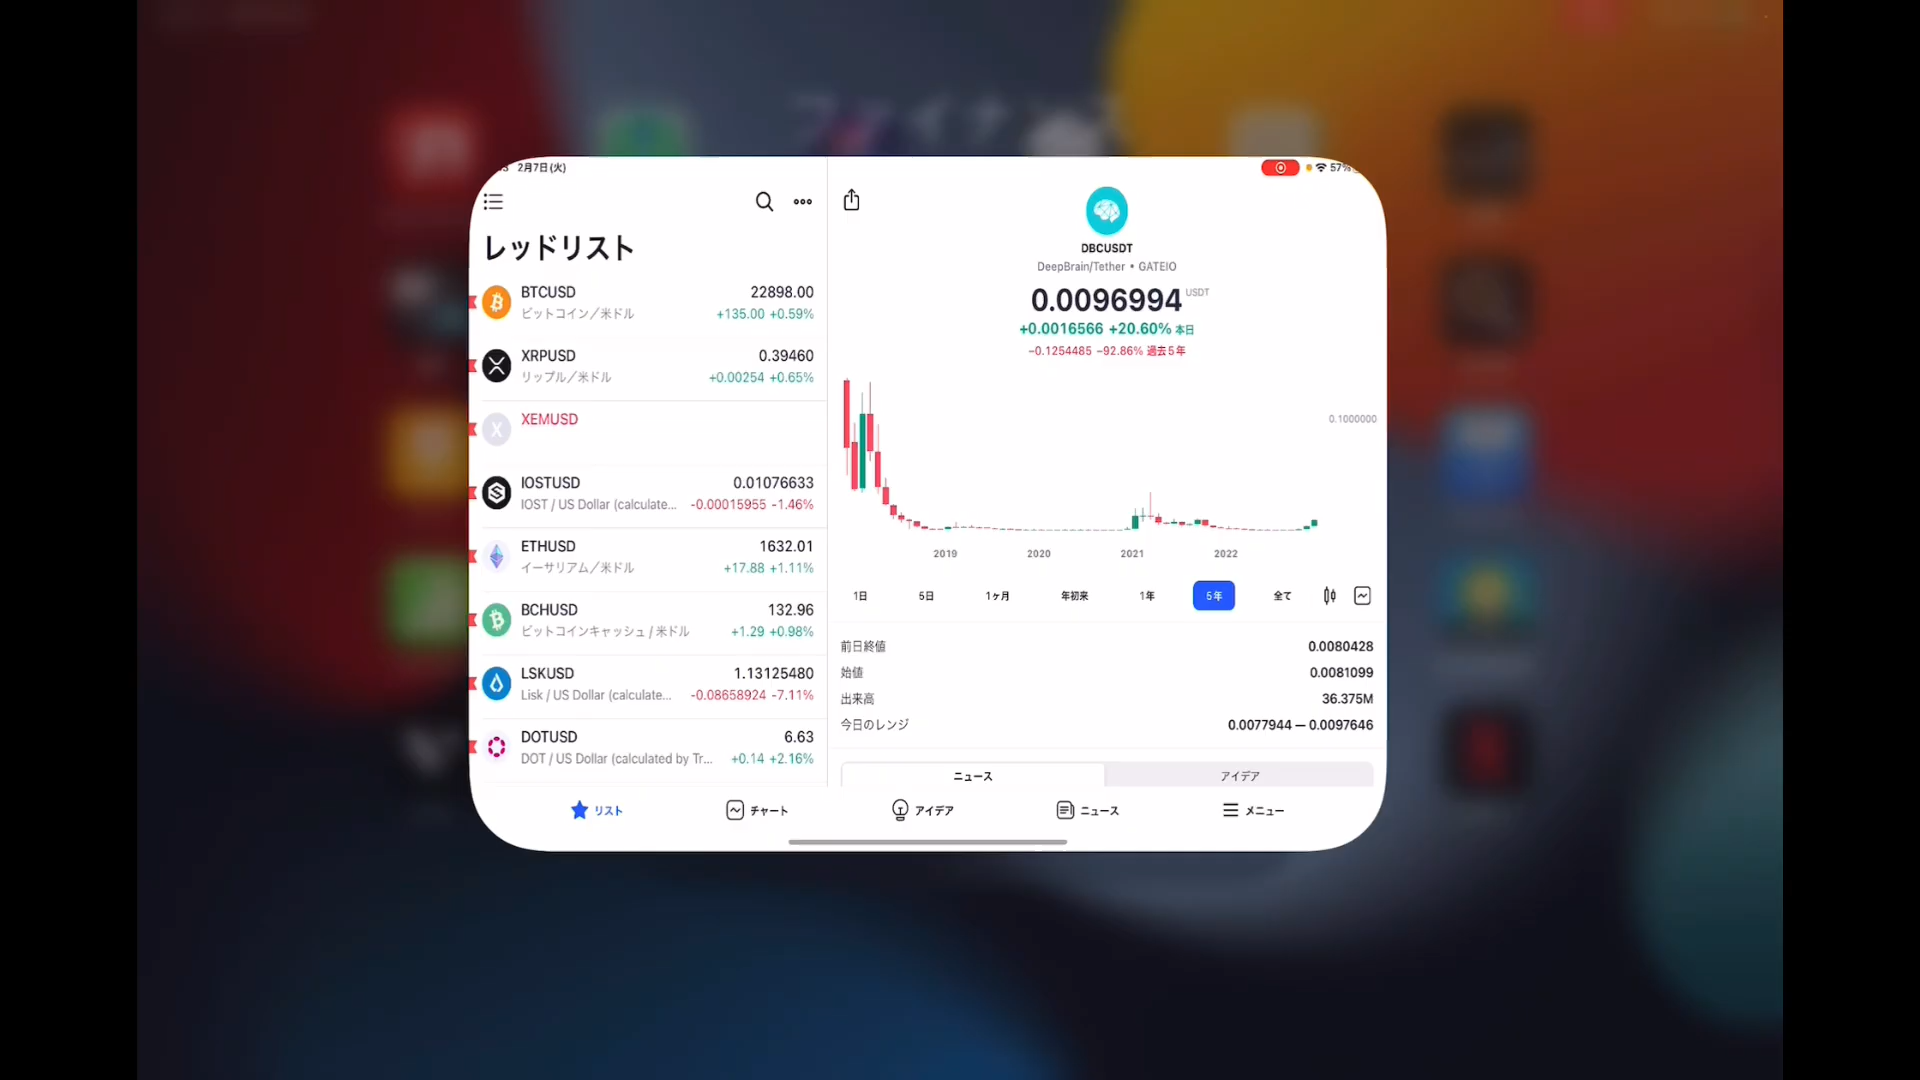 2月7日(火)
57%
レッドリスト
BTCUSD 22898.00
ビットコイン／米ドル +135.00 +0.59%
XRPUSD 0.39460
リップル／米ドル +0.00254 +0.65%
X XEMUSD
IOSTUSD 0.01076633
IOST / US Dollar (calculate... -0.00015955 -1.46%
ETHUSD 1632.01
イーサリアム／米ドル +17.88 +1.11%
BCHUSD 132.96
ビットコインキャッシュ / 米ドル +1.29 +0.98%
LSKUSD 1.13125480
Lisk / US Dollar (calculate... -0.08658924 -7.11%
DOTUSD 6.63
DOT / US Dollar (calculated by Tr... +0.14 +2.16%
DBCUSDT
DeepBrain/Tether • GATEIO
0.0096994 USDT
+0.0016566 +20.60% 本日
−0.1254485 −92.86% 過去5年
0.1000000
2019 2020 2021 2022
1日 5日 1ヶ月 年初来 1年 5年 全て
前日終値 0.0080428
始値 0.0081099
出来高 36.375M
今日のレンジ 0.0077944 — 0.0097646
ニュース アイデア
リスト チャート アイデア ニュース メニュー